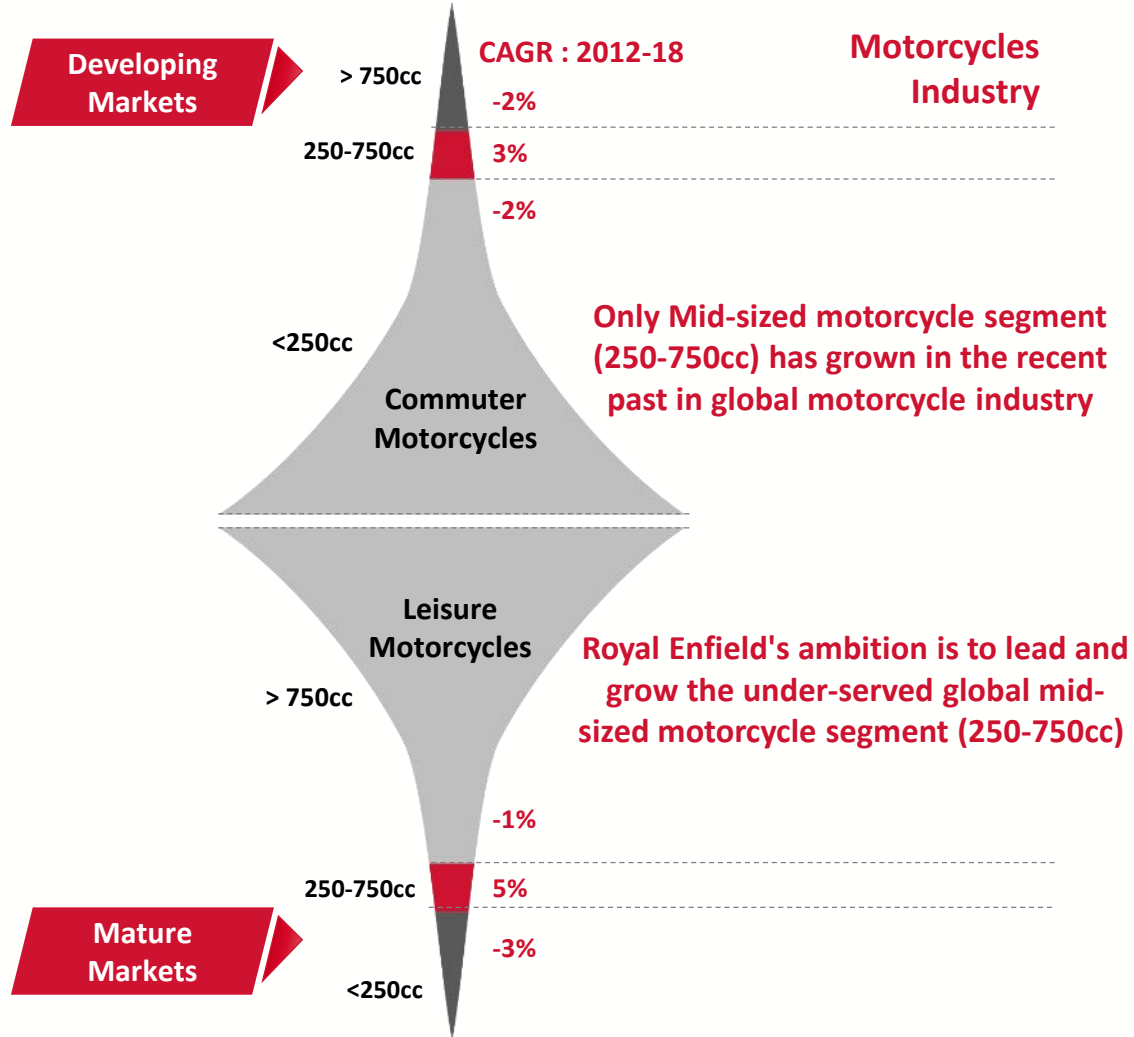 Developing
Markets
> 750cc
CAGR : 2012-18
-2%
Motorcycles
Industry
250-750cc
3%
-2%
<250cc
Commuter
Motorcycles
Only Mid-sized motorcycle segment
(250-750cc) has grown in the recent
past in global motorcycle industry
Leisure
Motorcycles
> 750cc
Royal Enfield's ambition is to lead and
grow the under-served global mid-
sized motorcycle segment (250-750cc)
-1%
250-750cc
5%
Mature
Markets
-3%
<250cc